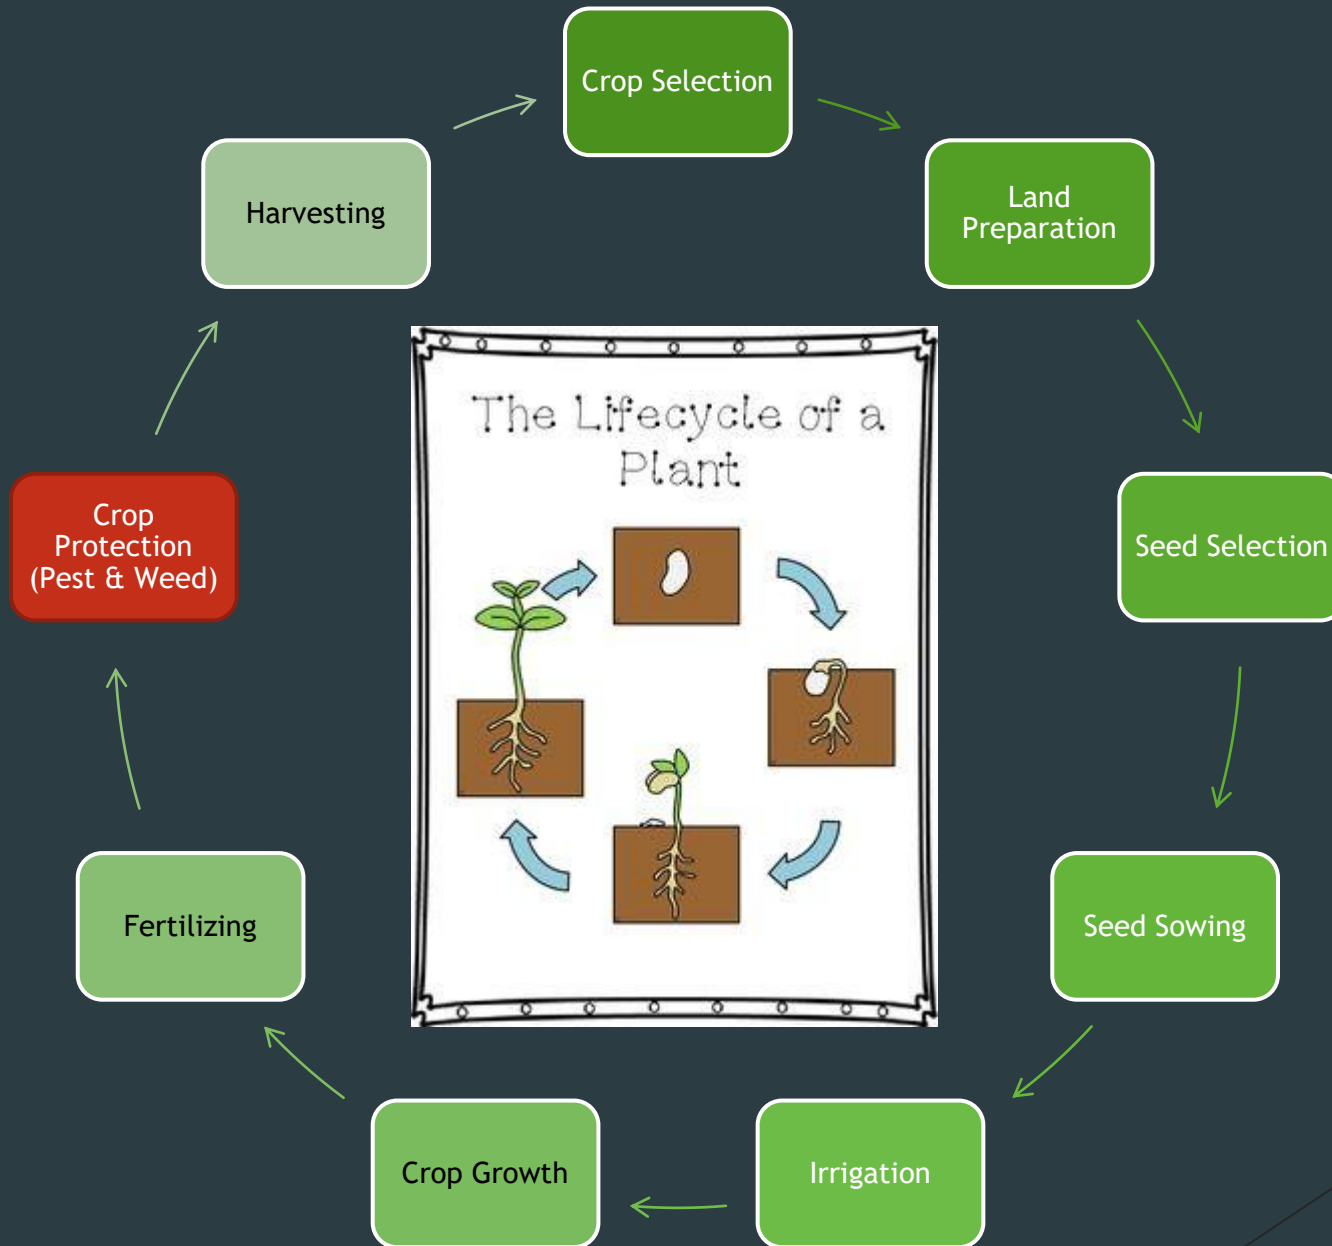 Crop Selection
Land
Preparation
Seed Selection
Seed Sowing
Irrigation
Crop Growth
Fertilizing
Crop
Protection
(Pest & Weed)
Harvesting
The Lifecycle of a
Plant